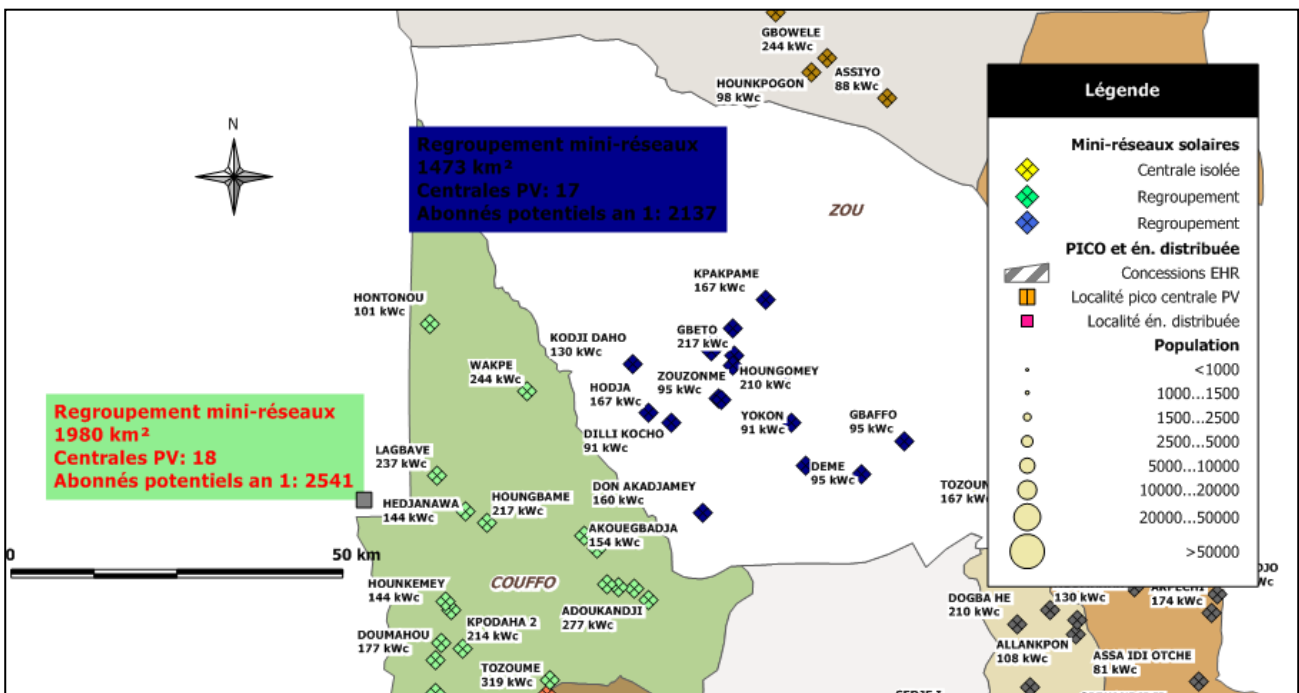 GBOWELE
244 kWc
HOUNKPOGON
98 kWc
ASSIYO
88 kWc
N
Regroupement mini-réseaux
1473 km²
Centrales PV: 17
Abonnés potentiels an 1: 2137
ZOU
Légende
Mini-réseaux solaires
Centrale isolée
Regroupement
Regroupement
PICO et én. distribuée
Concessions EHR
Localité pico centrale PV
Localité én. distribuée
Population
<1000
1000...1500
1500...2500
2500...5000
5000...10000
10000...20000
20000...50000
>50000
HONTONOU
101 kWc
KPAKPAME
167 kWc
KODJI DAHO
130 kWc
GBETO
217 kWc
WAKPE
244 kWc
ZOUZONME
95 kWc
HOUNGOMEY
210 kWc
HODJA
167 kWc
DILLI KOCHO
91 kWc
YOKON
91 kWc
GBAFFO
95 kWc
Regroupement mini-réseaux
1980 km²
Centrales PV: 18
Abonnés potentiels an 1: 2541
LAGBAVE
237 kWc
DEME
95 kWc
DON AKADJAMEY
160 kWc
HEDJANAWA
144 kWc
HOUNGBAME
217 kWc
AKOUEGBADJA
154 kWc
TOZOUN
167 kWc
0
50 km
COUFFO
HOUNKEMEY
144 kWc
ADOUKANDJI
277 kWc
KPODAHA 2
214 kWc
DOUMAHOU
177 kWc
TOZOUME
319 kWc
DOGBA HE
210 kWc
130 kWc
174 kWc
ALLANKPON
108 kWc
ASSA IDI OTCHE
81 kWc